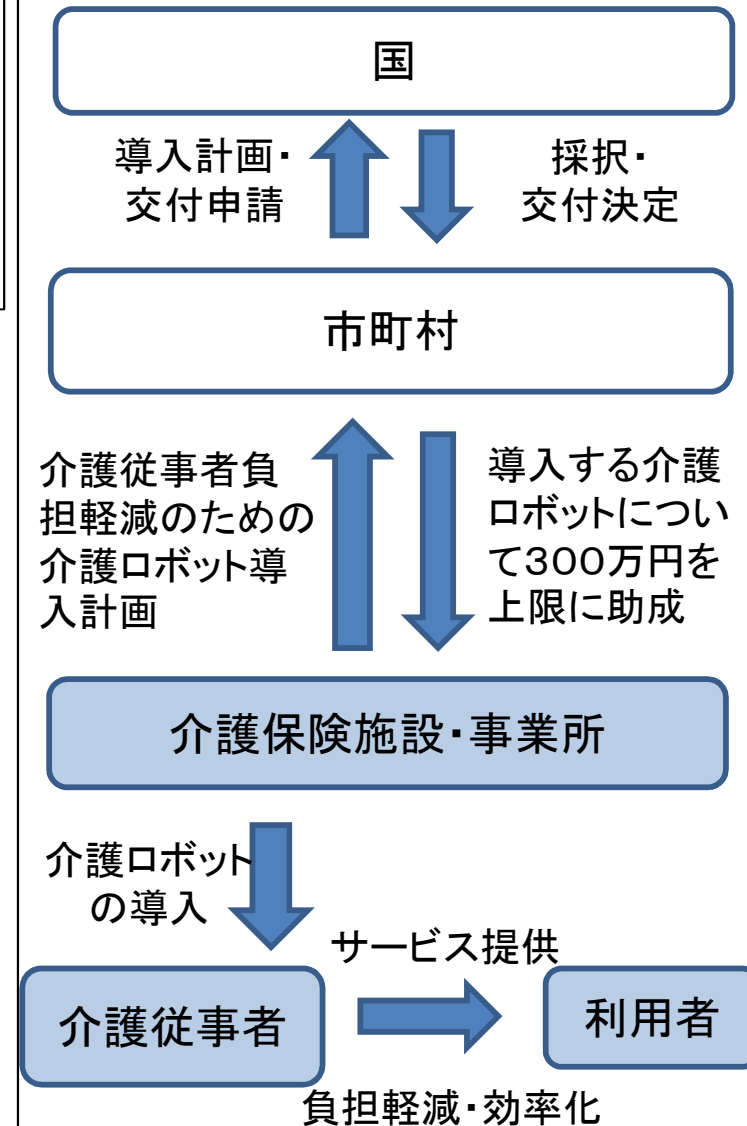 国
導入計画・
交付申請
採択・
交付決定
市町村
介護従事者負
担軽減のための
介護ロボット導
入計画
導入する介護
ロボットについ
て300万円を
上限に助成
介護保険施設・事業所
介護ロボット
の導入
サービス提供
介護従事者
利用者
負担軽減・効率化